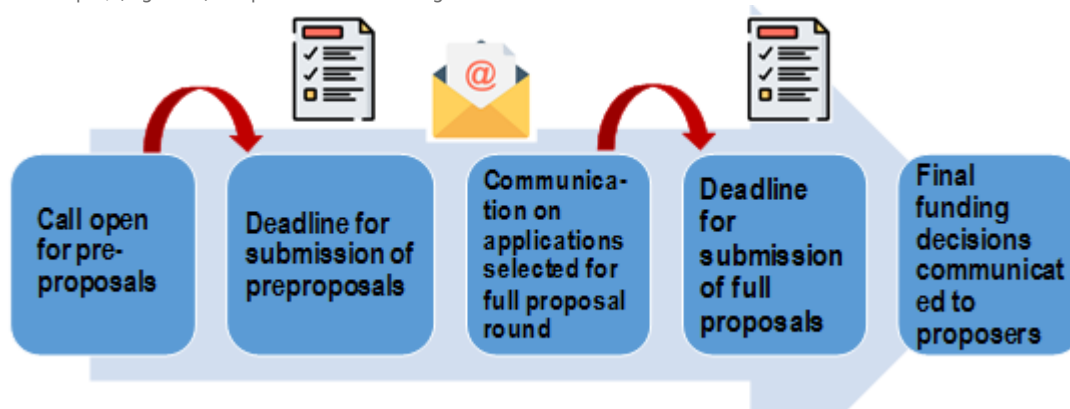 @
Call open
for pre-
proposals
Deadline for
submission of
preproposals
Communica-
tion on
applications
selected for
full proposal
round
Deadline
for
submission
of full
proposals
Final
funding
decisions
communicat
ed to
proposers